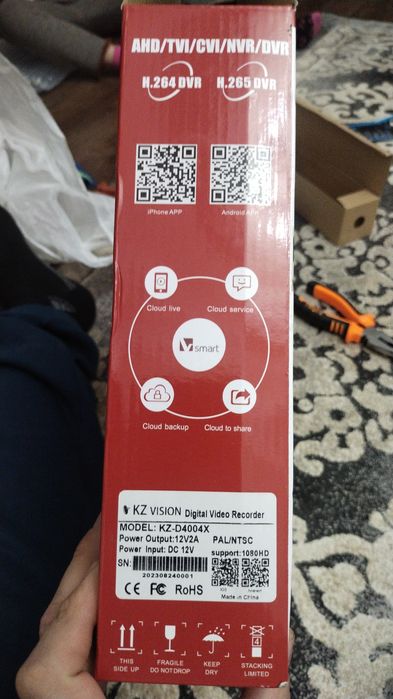 AHD/TVI/CVI/NVR/DVR
H.264 DVR H.265 DVR
iPhone APP Android APP
Cloud live Cloud service
Vsmart
Cloud backup Cloud to share
KZ VISION Digital Video Recorder
MODEL: KZ-D4004X
Power Output:12V2A PAL/NTSC
Power Input: DC 12V support:1080HD
SN:
202308240001
CE RoHS
Made in China
THIS SIDE UP FRAGILE DO NOT DROP KEEP DRY STACKING LIMITED
4